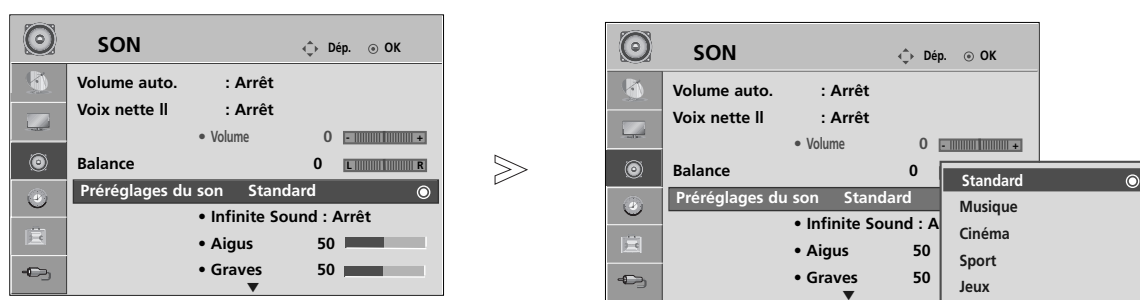 SON Dép. OK
Volume auto. : Arrêt
Voix nette ll : Arrêt
• Volume 0 - +
Balance 0 L R
Préréglages du son Standard
• Infinite Sound : Arrêt
• Aigus 50
• Graves 50
SON Dép. OK
Volume auto. : Arrêt
Voix nette ll : Arrêt
• Volume 0 - +
Balance 0
Préréglages du son Standard
• Infinite Sound : A
• Aigus 50
• Graves 50
Standard
Musique
Cinéma
Sport
Jeux